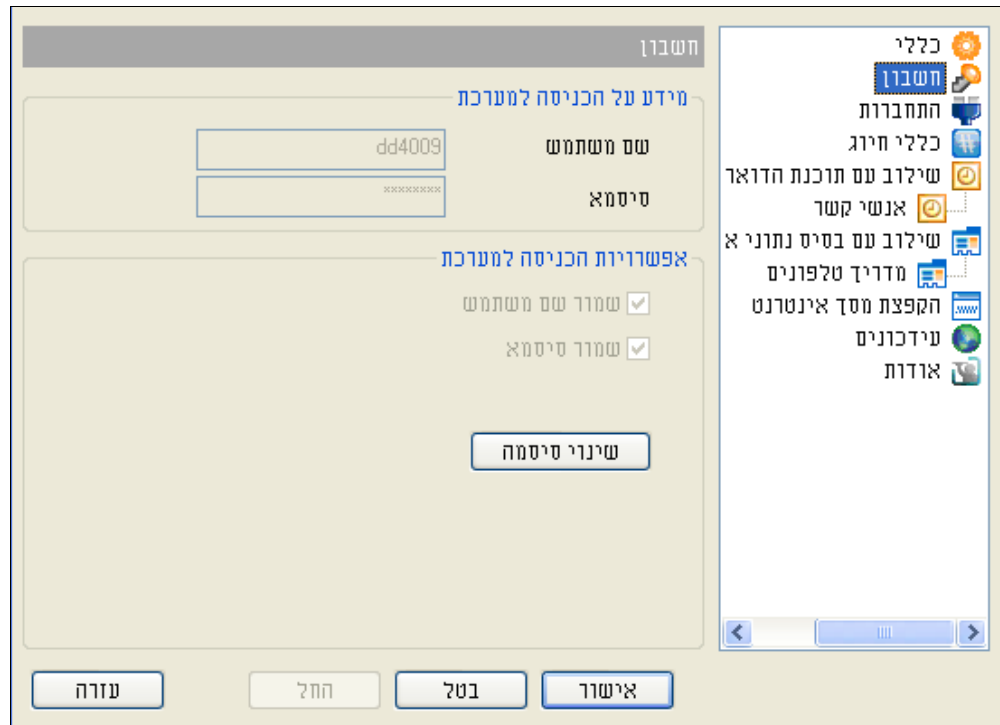 כללי
חשבון
התחברות
כללי חיוג
שילוב עם תוכנת הדואר
אנשי קשר
שילוב עם בסיס נתוני א
מדריך טלפונים
הקפצת מסך אינטרנט
עידכונים
אודות
חשבון
מידע על הכניסה למערכת
שם משתמש
dd4009
סיסמא
********
אפשרויות הכניסה למערכת
שמור שם משתמש
שמור סיסמא
שינוי סיסמה
אישור
בטל
החל
עזרה